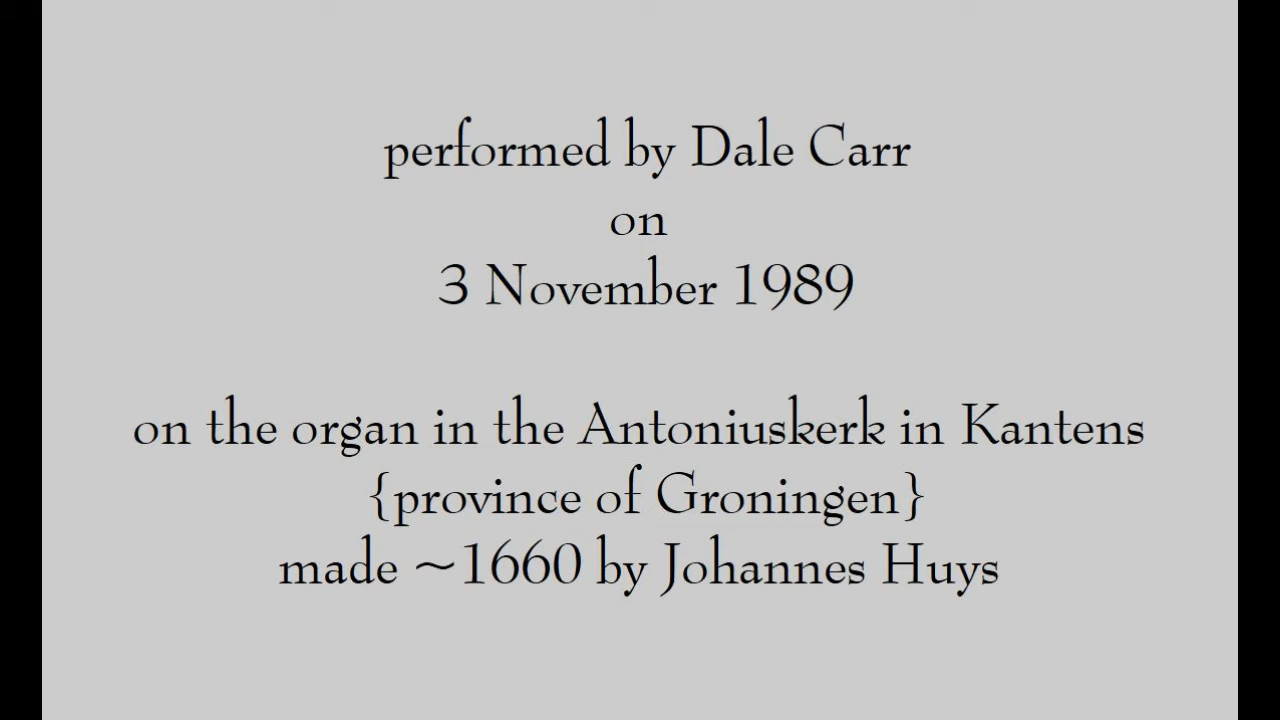 performed by Dale Carr
on
3 November 1989
on the organ in the Antoniuskerk in Kantens
{province of Groningen}
made ~1660 by Johannes Huys